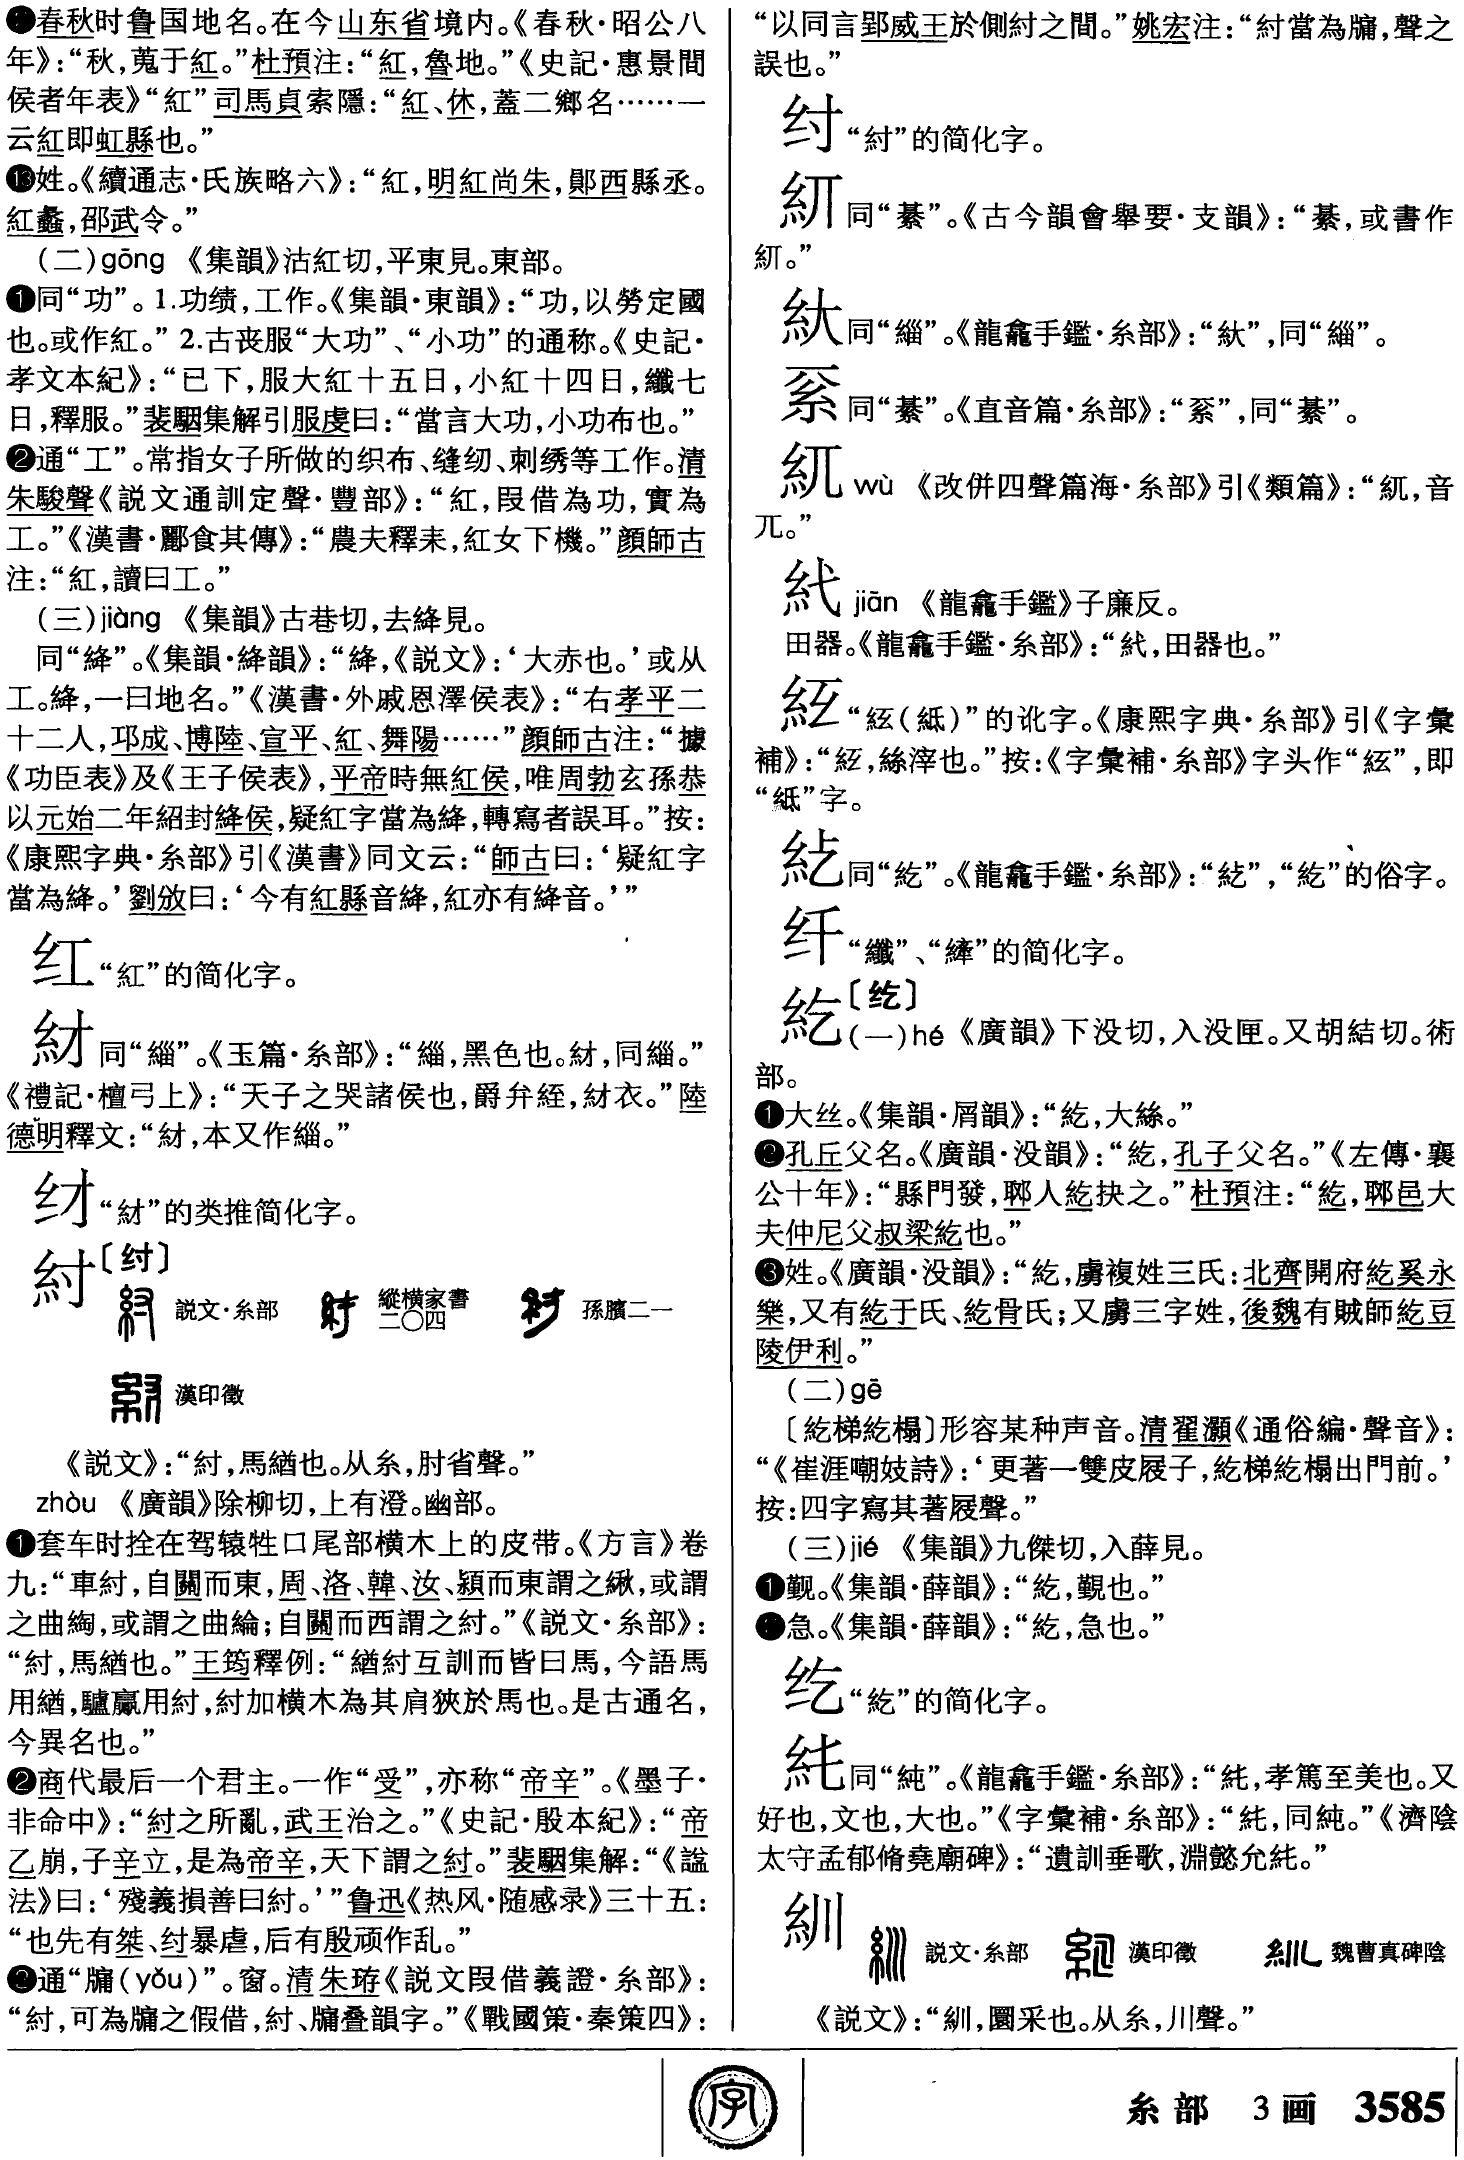 ⓬春秋时鲁国地名。在今山东省境内。《春秋·昭公八
年》：“秋，蒐于紅。”杜預注：“紅，魯地。”《史記·惠景間
侯者年表》“紅”司馬貞索隱：“紅、休，蓋二鄉名……一
云紅即虹縣也。”
⓭姓。《續通志·氏族略六》：“紅，明紅尚朱，鄖西縣丞。
紅蠡，邵武令。”
（二）gōng 《集韻》沽紅切，平東見。東部。
❶同“功”。1.功绩，工作。《集韻·東韻》：“功，以勞定國
也。或作紅。”2.古丧服“大功”、“小功”的通称。《史記·
孝文本紀》：“已下，服大紅十五日，小紅十四日，纖七
日，釋服。”裴駰集解引服虔曰：“當言大功，小功布也。”
❷通“工”。常指女子所做的织布、缝纫、刺绣等工作。清
朱駿聲《説文通訓定聲·豐部》：“紅，叚借為功，實為
工。”《漢書·酈食其傳》：“農夫釋耒，紅女下機。”顔師古
注：“紅，讀曰工。”
（三）jiàng 《集韻》古巷切，去絳見。
同“絳”。《集韻·絳韻》：“絳，《説文》：‘大赤也。’或从
工。絳，一曰地名。”《漢書·外戚恩澤侯表》：“右孝平二
十二人，邛成、博陸、宣平、紅、舞陽……”顔師古注：“據
《功臣表》及《王子侯表》，平帝時無紅侯，唯周勃玄孫恭
以元始二年紹封絳侯，疑紅字當為絳，轉寫者誤耳。”按：
《康熙字典·糸部》引《漢書》同文云：“師古曰：‘疑紅字
當為絳。’劉攽曰：‘今有紅縣音絳，紅亦有絳音。’”
红“紅”的简化字。
紂同“緇”。《玉篇·糸部》：“緇，黑色也。䊷，同緇。”
《禮記·檀弓上》：“天子之哭諸侯也，爵弁絰，䊷衣。”陸
德明釋文：“䊷，本又作緇。”
䌶“䊷”的类推简化字。
紂〔纣〕
説文·糸部 縱横家書二〇四 孫臏二一
漢印徵
《説文》：“紂，馬緧也。从糸，肘省聲。”
zhòu 《廣韻》除柳切，上有澄。幽部。
❶套车时拴在驾辕牲口尾部横木上的皮带。《方言》卷
九：“車紂，自關而東，周、洛、韓、汝、潁而東謂之緧，或謂
之曲綯，或謂之曲綸；自關而西謂之紂。”《説文·糸部》：
“紂，馬緧也。”王筠釋例：“緧紂互訓而皆曰馬，今語馬
用緧，驢驘用紂，紂加横木為其肩狹於馬也。是古通名，
今異名也。”
❷商代最后一个君主。一作“受”，亦称“帝辛”。《墨子·
非命中》：“紂之所亂，武王治之。”《史記·殷本紀》：“帝
乙崩，子辛立，是為帝辛，天下謂之紂。”裴駰集解：“《謚
法》曰：‘殘義損善曰紂。’”鲁迅《热风·随感录》三十五：
“也先有桀、纣暴虐，后有殷顽作乱。”
❸通“牖（yǒu）”。窗。清朱珔《説文叚借義證·糸部》：
“紂，可為牖之假借，紂、牖叠韻字。”《戰國策·秦策四》：
“以同言郢威王於側紂之間。”姚宏注：“紂當為牖，聲之
誤也。”
纣“紂”的简化字。
䊵同“綦”。《古今韻會舉要·支韻》：“綦，或書作
䊵。”
紎同“緇”。《龍龕手鑑·糸部》：“紎”，同“緇”。
同“綦”。《直音篇·糸部》：“”，同“綦”。
wù 《改併四聲篇海·糸部》引《類篇》：“，音
兀。”
jiān 《龍龕手鑑》子廉反。
田器。《龍龕手鑑·糸部》：“，田器也。”
“（紙）”的讹字。《康熙字典·糸部》引《字彙
補》：“，絲滓也。”按：《字彙補·糸部》字头作“”，即
“紙”字。
同“紇”。《龍龕手鑑·糸部》：“”，“紇”的俗字。
纤“纖”、“縴”的简化字。
紇〔纥〕
（一）hé 《廣韻》下没切，入没匣。又胡結切。術
部。
❶大丝。《集韻·屑韻》：“紇，大絲。”
❷孔丘父名。《廣韻·没韻》：“紇，孔子父名。”《左傳·襄
公十年》：“縣門發，郰人紇抉之。”杜預注：“紇，郰邑大
夫仲尼父叔梁紇也。”
❸姓。《廣韻·没韻》：“紇，虜複姓三氏：北齊開府紇奚永
樂，又有紇于氏、紇骨氏；又虜三字姓，後魏有賊師紇豆
陵伊利。”
（二）gē
〔紇梯紇榻〕形容某种声音。清翟灝《通俗編·聲音》：
“《崔涯嘲妓詩》：‘更著一雙皮屐子，紇梯紇榻出門前。’
按：四字寫其著屐聲。”
（三）jié 《集韻》九傑切，入薛見。
❶觐。《集韻·薛韻》：“紇，覲也。”
❷急。《集韻·薛韻》：“紇，急也。”
纥“紇”的简化字。
同“純”。《龍龕手鑑·糸部》：“，孝篤至美也。又
好也，文也，大也。”《字彙補·糸部》：“，同純。”《濟陰
太守孟郁脩堯廟碑》：“遺訓垂歌，淵懿允。”
紃
説文·糸部 漢印徵 魏曹真碑陰
《説文》：“紃，圜采也。从糸，川聲。”
字
糸部 3画 3585